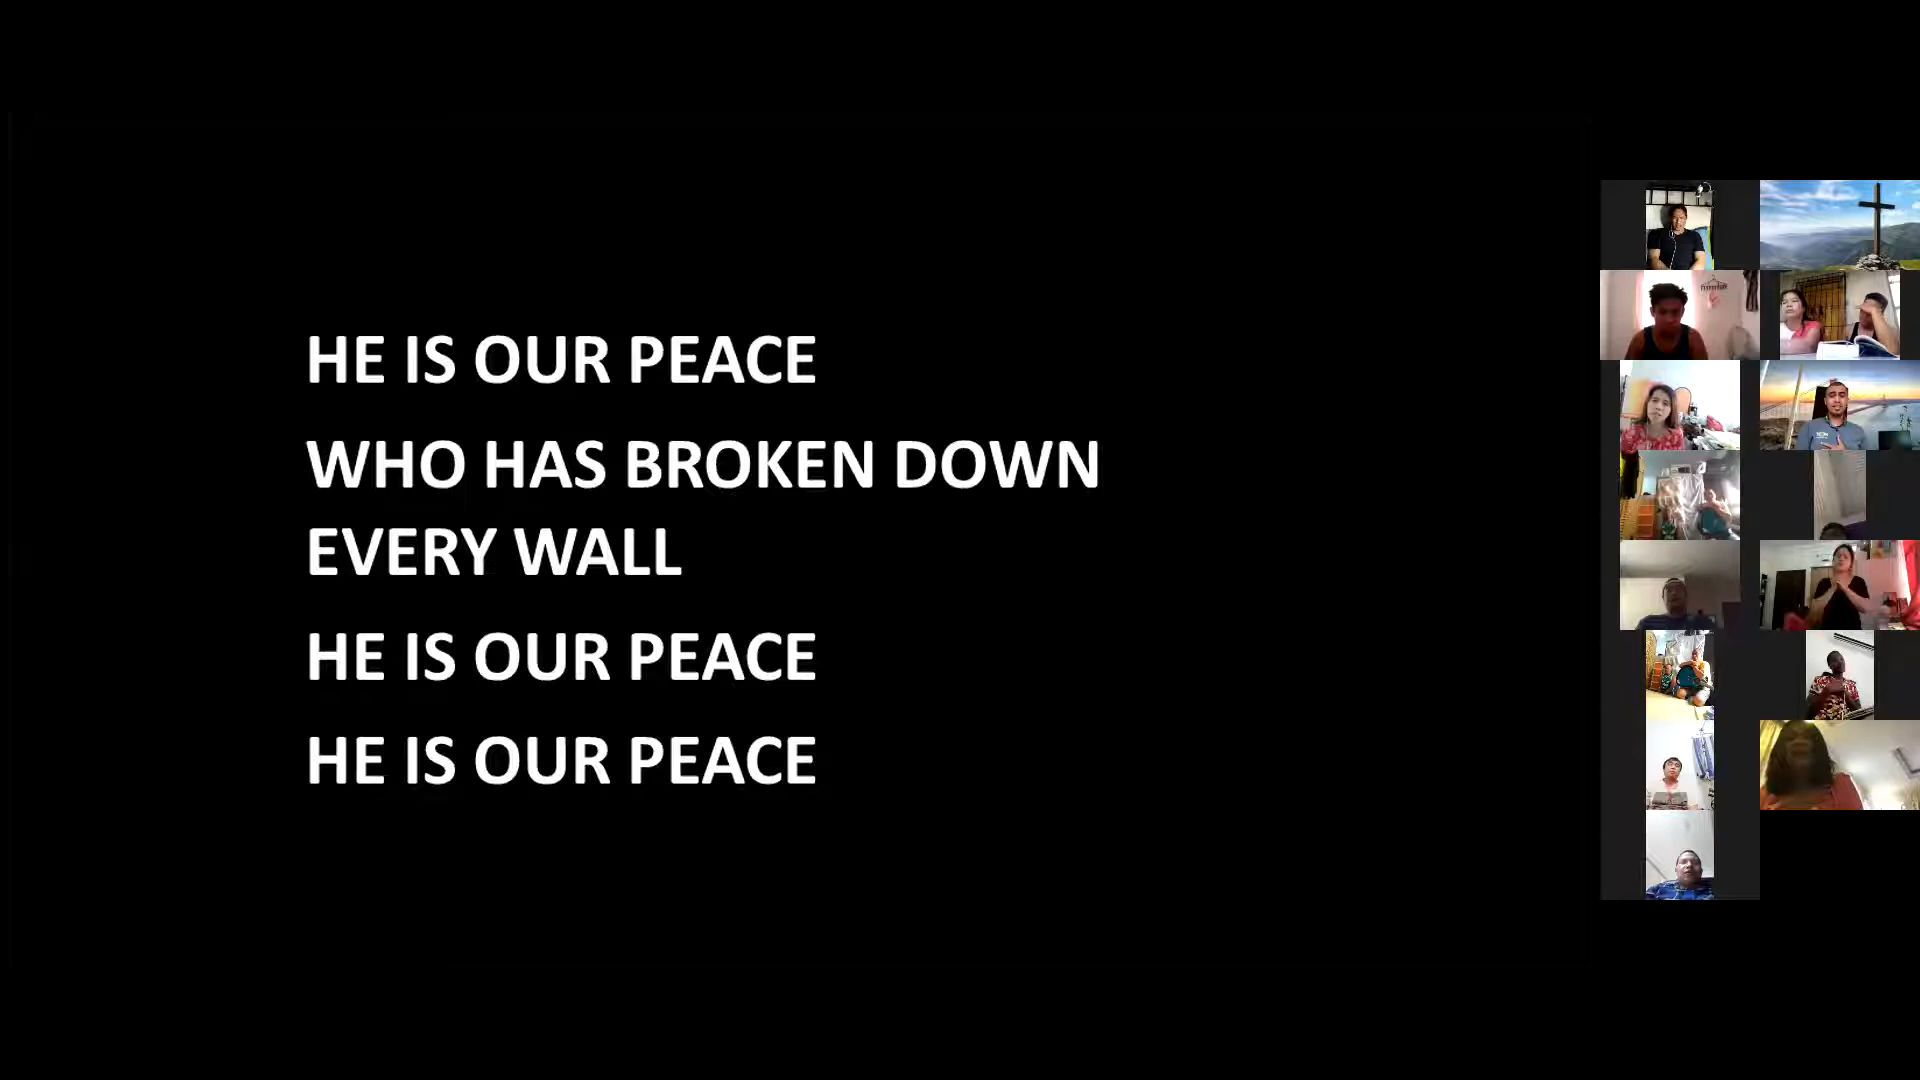 HE IS OUR PEACE
WHO HAS BROKEN DOWN
EVERY WALL
HE IS OUR PEACE
HE IS OUR PEACE